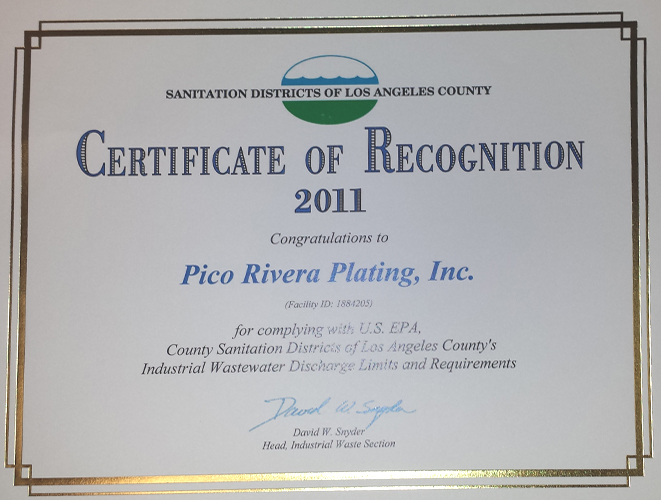 SANITATION DISTRICTS OF LOS ANGELES COUNTY
CERTIFICATE OF RECOGNITION
2011
Congratulations to
Pico Rivera Plating, Inc.
(Facility ID: 1884205)
for complying with U.S. EPA,
County Sanitation Districts of Los Angeles County's
Industrial Wastewater Discharge Limits and Requirements
David W. Snyder
David W. Snyder
Head, Industrial Waste Section